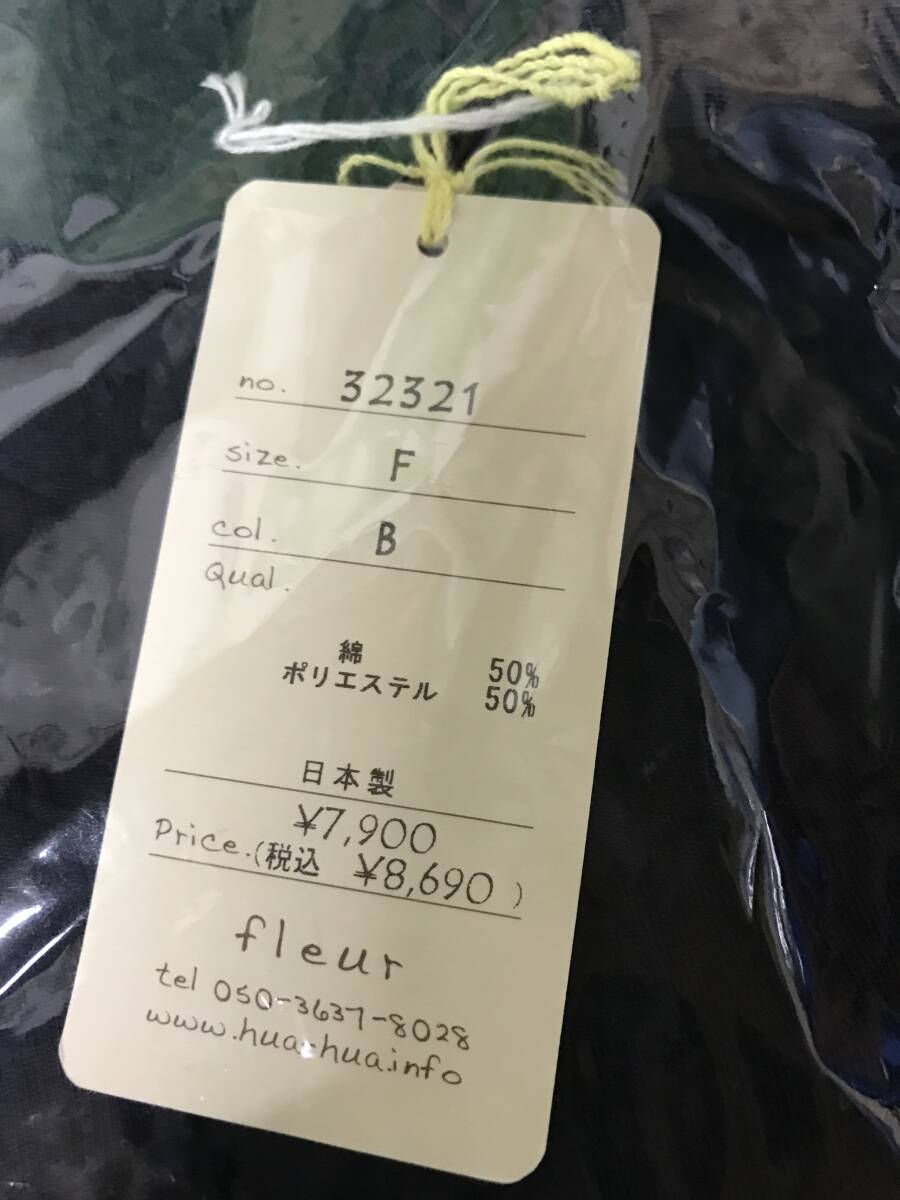 no. 32321
size. F
col. B
Qual.
綿 50%
ポリエステル 50%
日本製
¥7,900
Price.(税込 ¥8,690)
fleur
tel 050-3637-8028
www.hua-hua.info